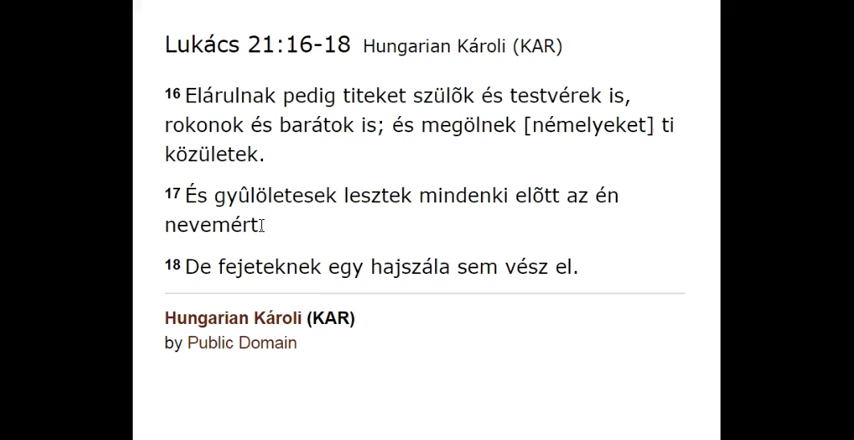 Lukács 21:16-18 Hungarian Károli (KAR)
16 Elárulnak pedig titeket szülõk és testvérek is,
rokonok és barátok is; és megölnek [némelyeket] ti
közületek.
17 És gyûlöletesek lesztek mindenki elõtt az én
nevemért
18 De fejeteknek egy hajszála sem vész el.
Hungarian Károli (KAR)
by Public Domain